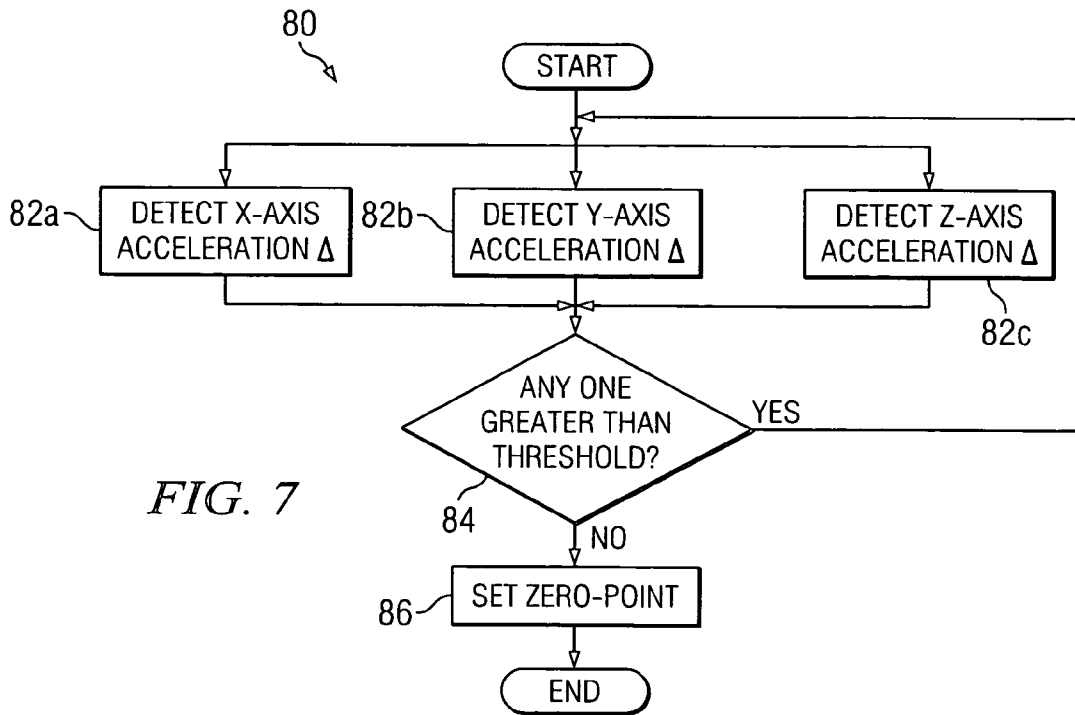 80
START
82a
DETECT X-AXIS
ACCELERATION Δ
82b
DETECT Y-AXIS
ACCELERATION Δ
DETECT Z-AXIS
ACCELERATION Δ
82c
ANY ONE
GREATER THAN
THRESHOLD?
YES
84
FIG. 7
NO
86
SET ZERO-POINT
END